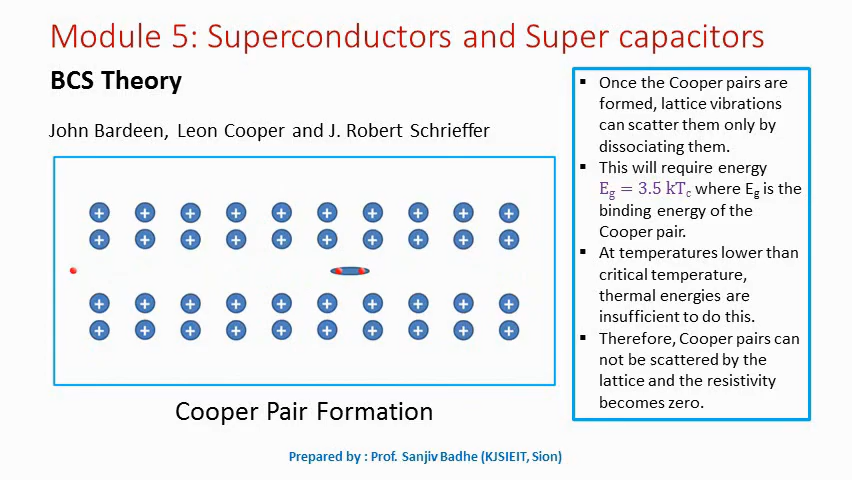 Module 5: Superconductors and Super capacitors
BCS Theory
John Bardeen, Leon Cooper and J. Robert Schrieffer
+ + + + + + + + + +
+ + + + + + + + + +
+ + + + + + + + + +
+ + + + + + + + + +
Cooper Pair Formation
▪ Once the Cooper pairs are
formed, lattice vibrations
can scatter them only by
dissociating them.
▪ This will require energy
E_g = 3.5 kT_c where E_g is the
binding energy of the
Cooper pair.
▪ At temperatures lower than
critical temperature,
thermal energies are
insufficient to do this.
▪ Therefore, Cooper pairs can
not be scattered by the
lattice and the resistivity
becomes zero.
Prepared by : Prof. Sanjiv Badhe (KJSIEIT, Sion)